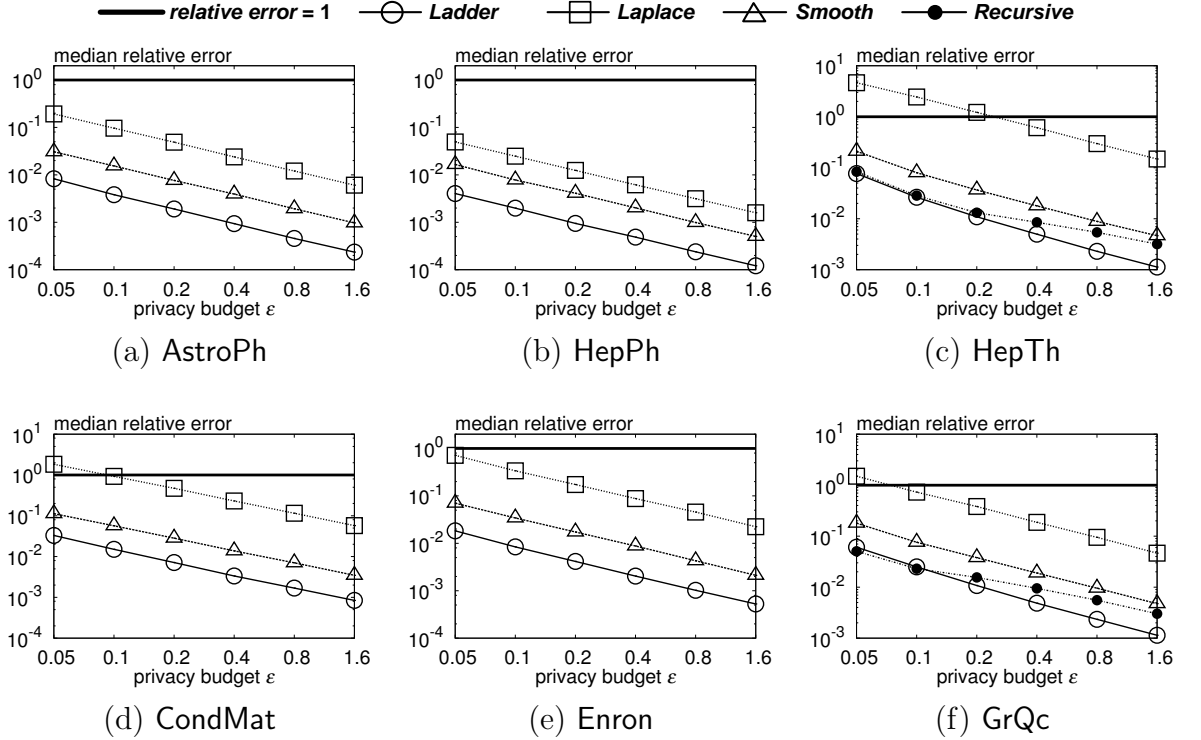 relative error = 1 Ladder Laplace Smooth Recursive
median relative error
10^0
10^-1
10^-2
10^-3
10^-4
0.05 0.1 0.2 0.4 0.8 1.6
privacy budget ε
(a) AstroPh
median relative error
10^0
10^-1
10^-2
10^-3
10^-4
0.05 0.1 0.2 0.4 0.8 1.6
privacy budget ε
(b) HepPh
median relative error
10^1
10^0
10^-1
10^-2
10^-3
0.05 0.1 0.2 0.4 0.8 1.6
privacy budget ε
(c) HepTh
median relative error
10^1
10^0
10^-1
10^-2
10^-3
10^-4
0.05 0.1 0.2 0.4 0.8 1.6
privacy budget ε
(d) CondMat
median relative error
10^0
10^-1
10^-2
10^-3
10^-4
0.05 0.1 0.2 0.4 0.8 1.6
privacy budget ε
(e) Enron
median relative error
10^1
10^0
10^-1
10^-2
10^-3
0.05 0.1 0.2 0.4 0.8 1.6
privacy budget ε
(f) GrQc